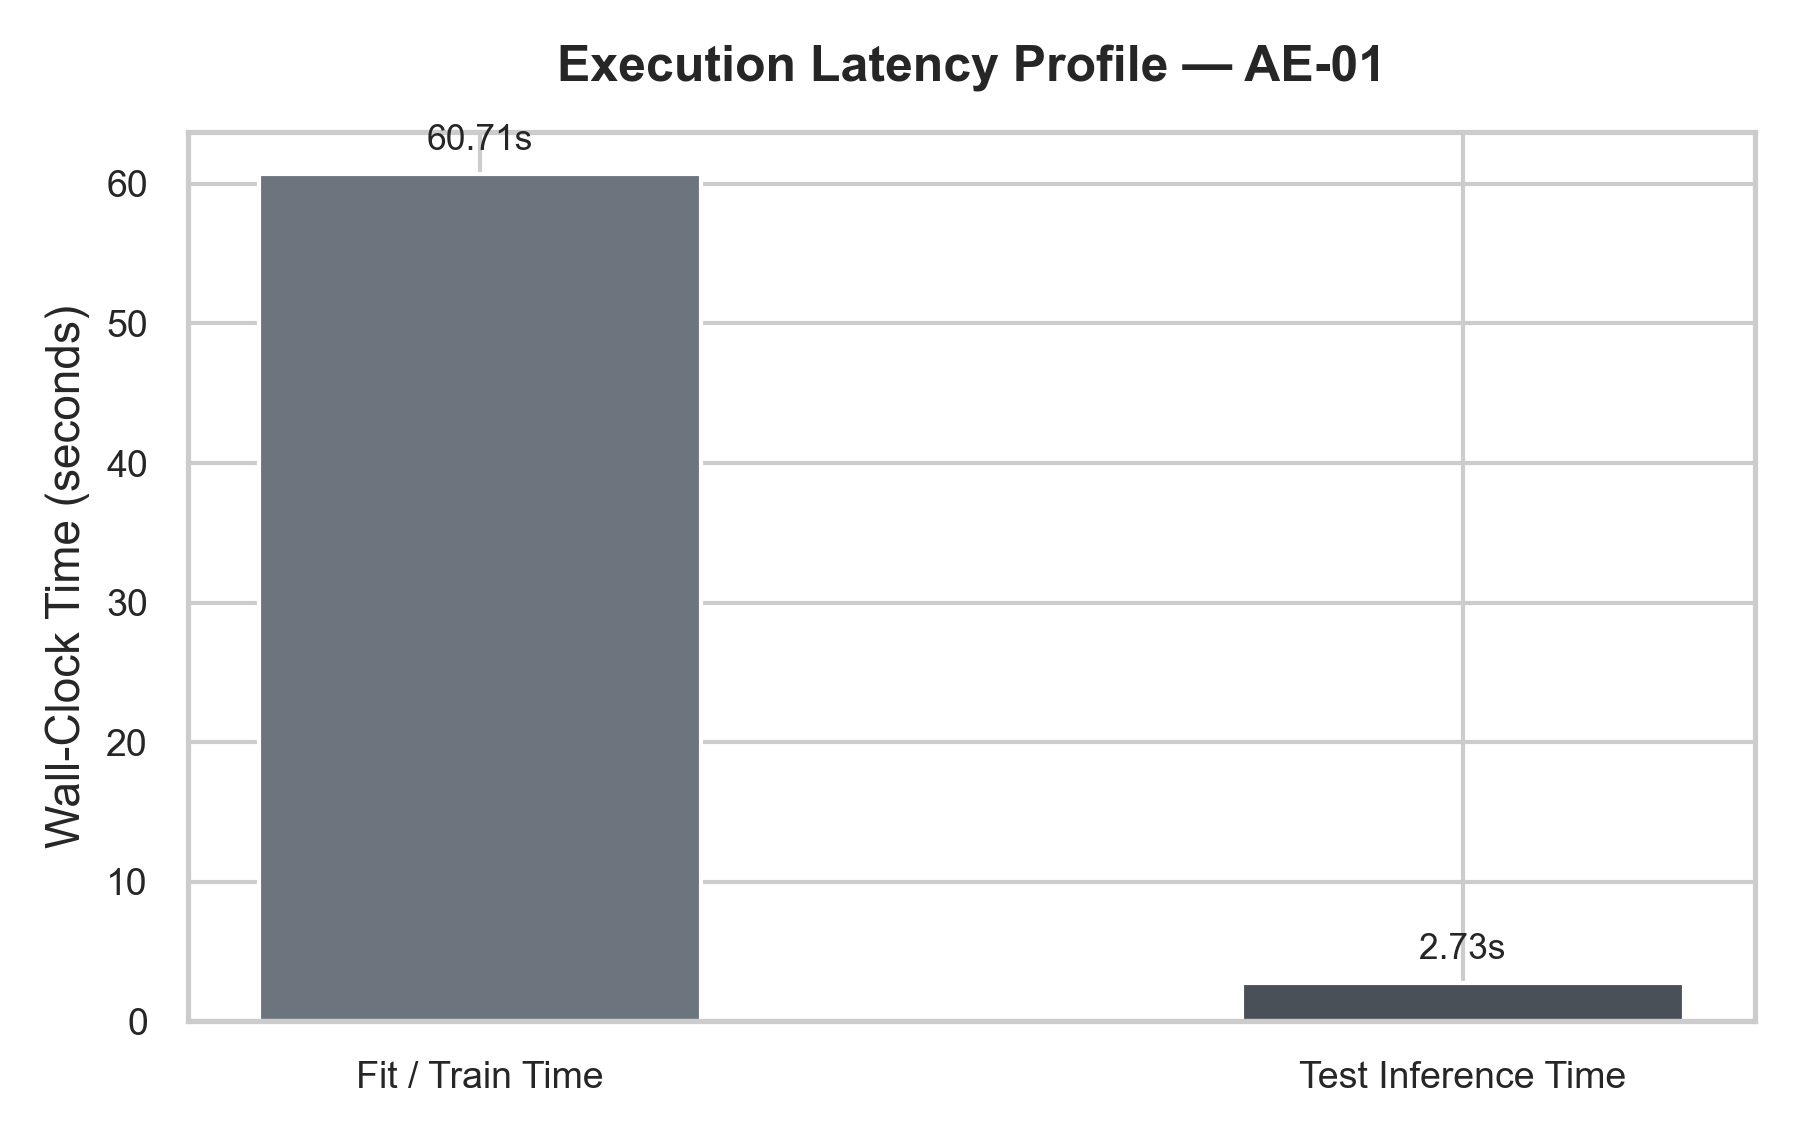 Execution Latency Profile — AE-01
60.71s
60
50
40
30
20
10
0
Wall-Clock Time (seconds)
2.73s
Fit / Train Time
Test Inference Time